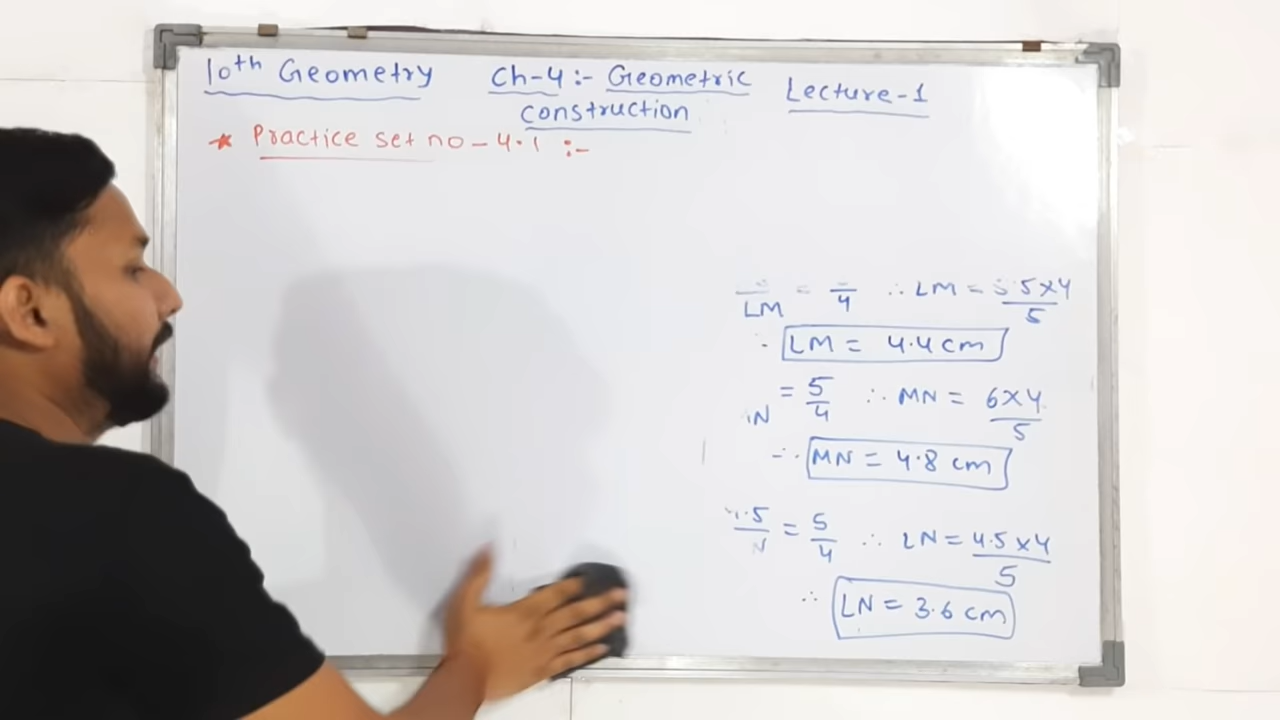 10th Geometry Ch-4:- Geometric construction Lecture-1
* Practice set no-4.1 :-
LM = 4 ∴ LM = 5.5×4/5
∴ LM = 4.4 cm
N = 5/4 ∴ MN = 6×4/5
∴ MN = 4.8 cm
.5/N = 5/4 ∴ LN = 4.5×4/5
∴ LN = 3.6 cm